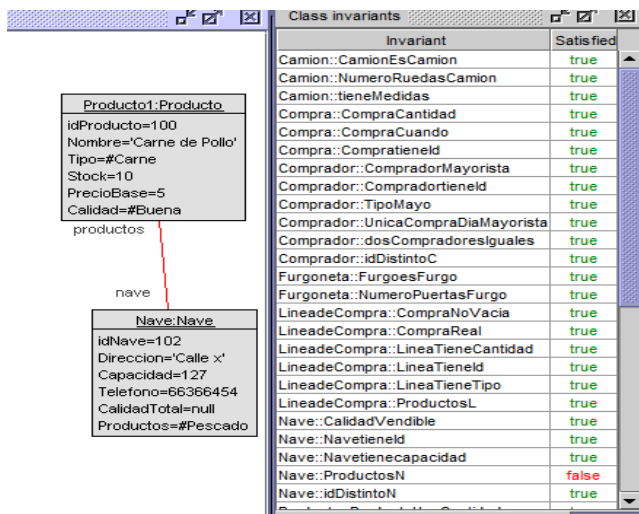 Class invariants
Producto1:Producto
idProducto=100
Nombre='Carne de Pollo'
Tipo=#Carne
Stock=10
PrecioBase=5
Calidad=#Buena
productos
nave
Nave:Nave
idNave=102
Direccion='Calle x'
Capacidad=127
Telefono=66366454
CalidadTotal=null
Productos=#Pescado
Invariant Satisfied
Camion::CamionEsCamion true
Camion::NumeroRuedasCamion true
Camion::tieneMedidas true
Compra::CompraCantidad true
Compra::CompraCuando true
Compra::CompratieneId true
Comprador::CompradorMayorista true
Comprador::CompradortieneId true
Comprador::TipoMayo true
Comprador::UnicaCompraDiaMayorista true
Comprador::dosCompradoresIguales true
Comprador::idDistintoC true
Furgoneta::FurgoesFurgo true
Furgoneta::NumeroPuertasFurgo true
LineadeCompra::CompraNoVacia true
LineadeCompra::CompraReal true
LineadeCompra::LineaTieneCantidad true
LineadeCompra::LineaTieneId true
LineadeCompra::LineaTieneTipo true
LineadeCompra::ProductosL true
Nave::CalidadVendible true
Nave::NavetieneId true
Nave::Navetienecapacidad true
Nave::ProductosN false
Nave::idDistintoN true